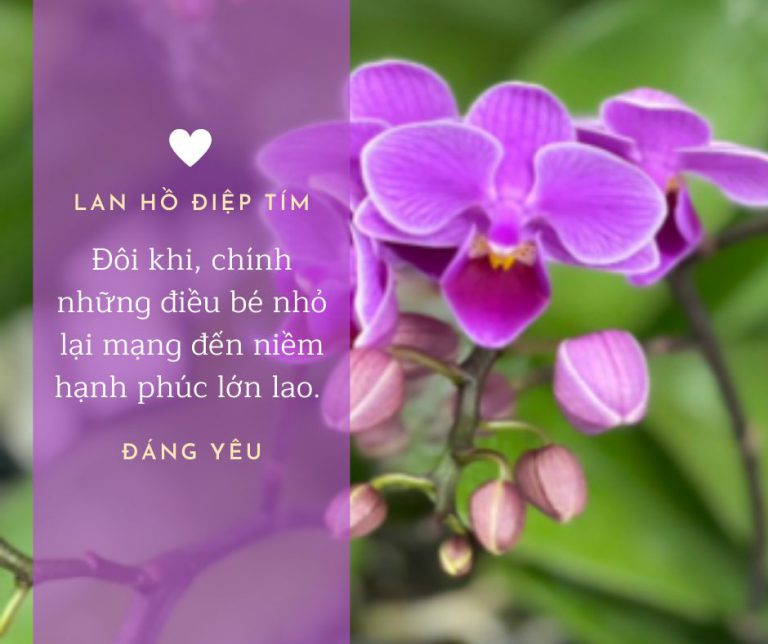 LAN HỒ ĐIỆP TÍM
Đôi khi, chính
những điều bé nhỏ
lại mạng đến niềm
hạnh phúc lớn lao.
ĐÁNG YÊU